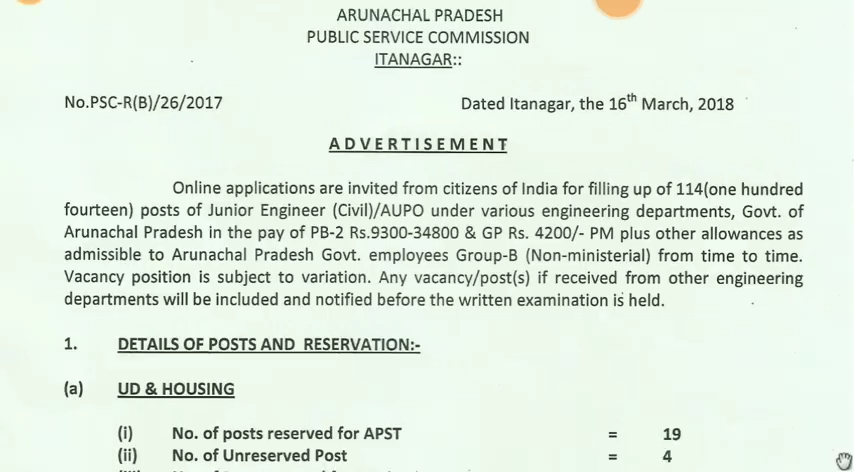 ARUNACHAL PRADESH
PUBLIC SERVICE COMMISSION
ITANAGAR::
No.PSC-R(B)/26/2017 Dated Itanagar, the 16th March, 2018
ADVERTISEMENT
Online applications are invited from citizens of India for filling up of 114(one hundred
fourteen) posts of Junior Engineer (Civil)/AUPO under various engineering departments, Govt. of
Arunachal Pradesh in the pay of PB-2 Rs.9300-34800 & GP Rs. 4200/- PM plus other allowances as
admissible to Arunachal Pradesh Govt. employees Group-B (Non-ministerial) from time to time.
Vacancy position is subject to variation. Any vacancy/post(s) if received from other engineering
departments will be included and notified before the written examination is held.
1. DETAILS OF POSTS AND RESERVATION:-
(a) UD & HOUSING
(i) No. of posts reserved for APST = 19
(ii) No. of Unreserved Post = 4